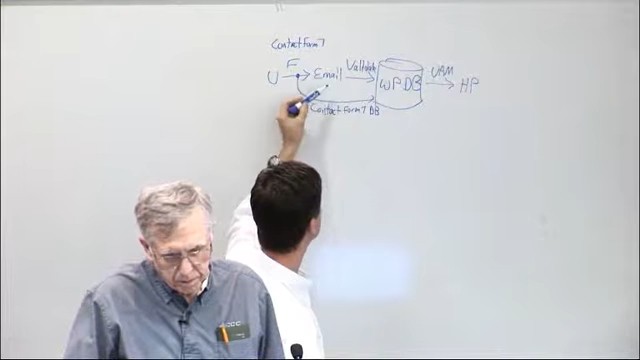 Contact Form 7
F
U Email Validate WP DB UAM HP
Contact Form 7 DB